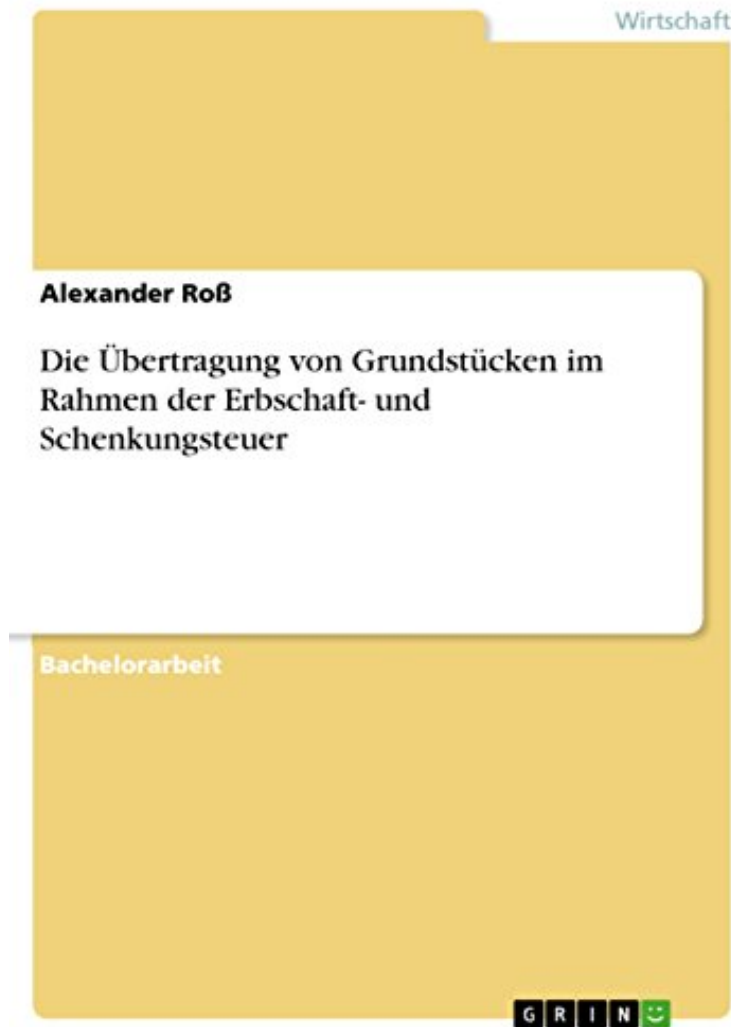 Wirtschaft
Alexander Roß
Die Übertragung von Grundstücken im
Rahmen der Erbschaft- und
Schenkungsteuer
Bachelorarbeit
GRIN